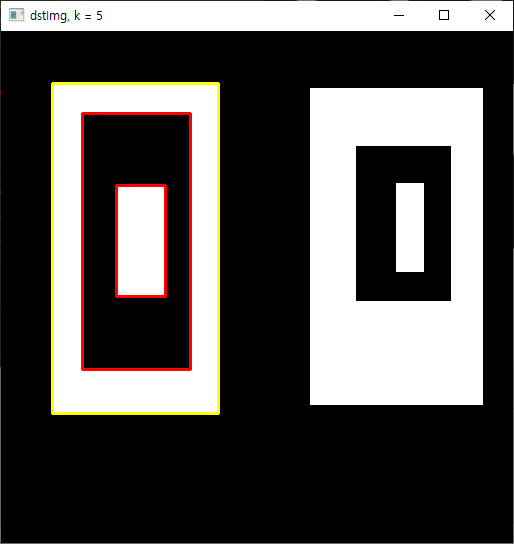 dstImg, k = 5